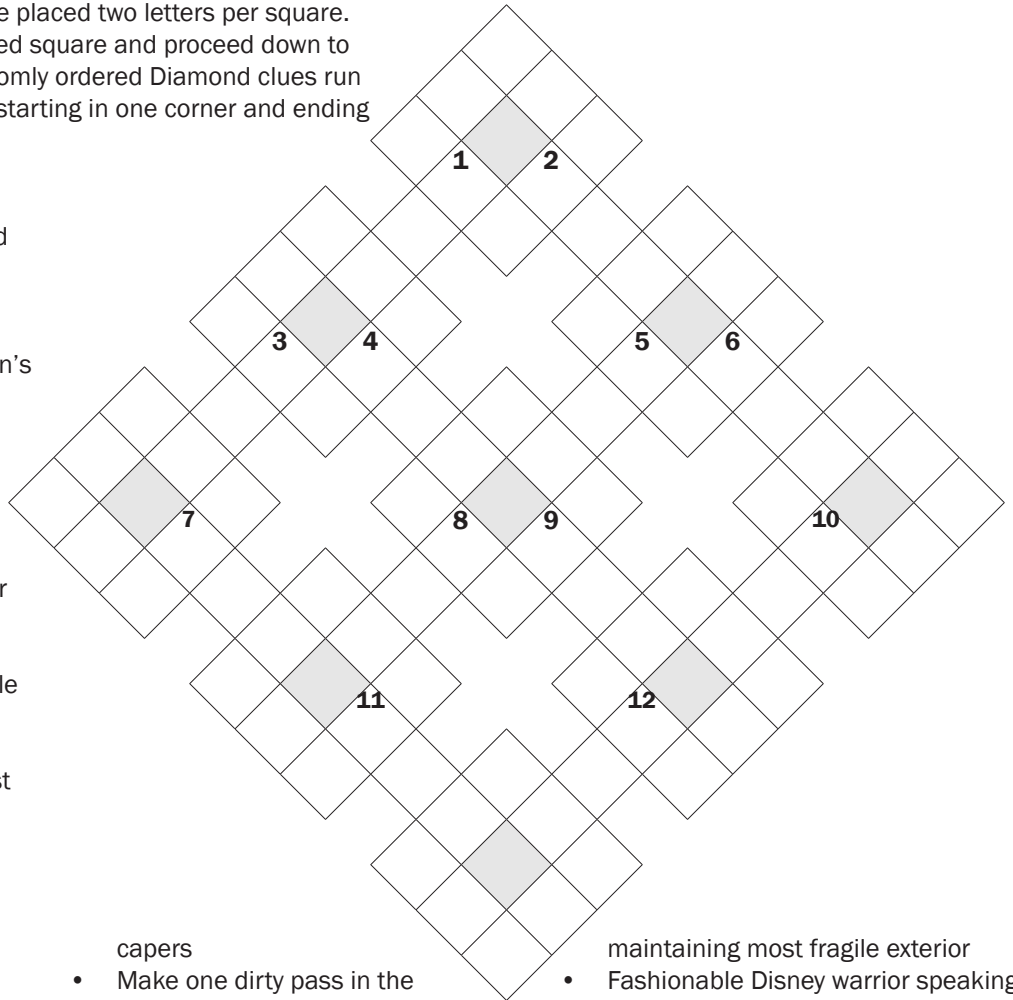 e placed two letters per square.
ed square and proceed down to
omly ordered Diamond clues run
starting in one corner and ending
1 2
d
3 4 5 6
n's
7 8 9 10
r
11 12
le
st
capers
• Make one dirty pass in the
maintaining most fragile exterior
• Fashionable Disney warrior speaking